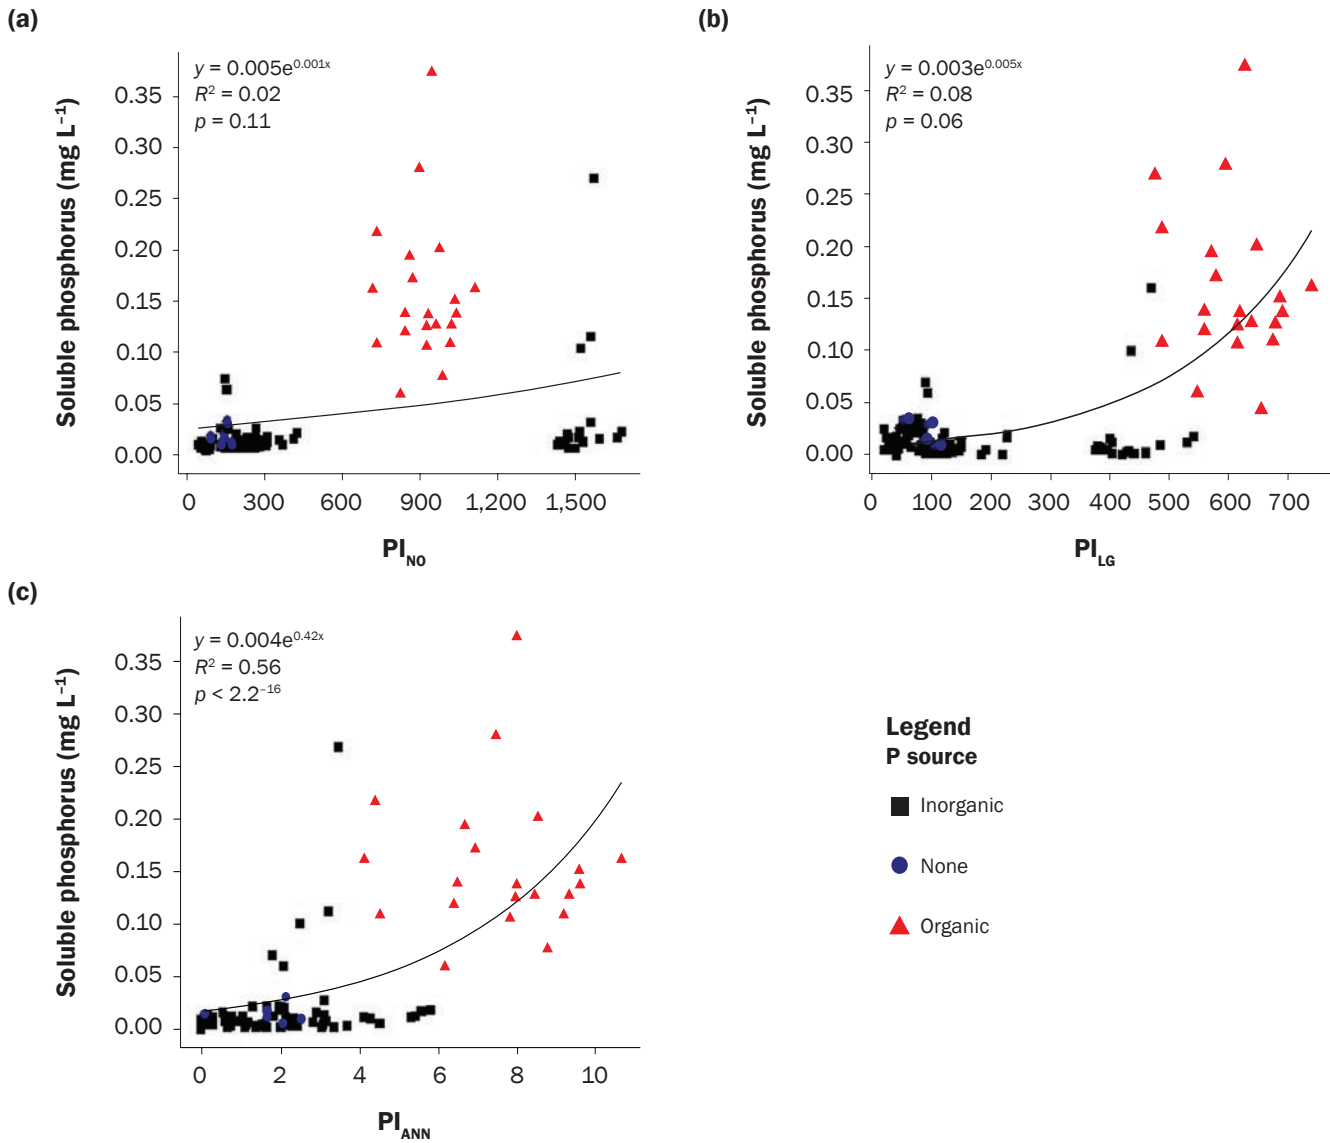 (a)
y = 0.005e^0.001x
R² = 0.02
p = 0.11
Soluble phosphorus (mg L⁻¹)
0.35
0.30
0.25
0.20
0.15
0.10
0.05
0.00
0 300 600 900 1,200 1,500
PI_NO
(b)
y = 0.003e^0.005x
R² = 0.08
p = 0.06
Soluble phosphorus (mg L⁻¹)
0.35
0.30
0.25
0.20
0.15
0.10
0.05
0.00
0 100 200 300 400 500 600 700
PI_LG
(c)
y = 0.004e^0.42x
R² = 0.56
p < 2.2⁻¹⁶
Soluble phosphorus (mg L⁻¹)
0.35
0.30
0.25
0.20
0.15
0.10
0.05
0.00
0 2 4 6 8 10
PI_ANN
Legend
P source
Inorganic
None
Organic